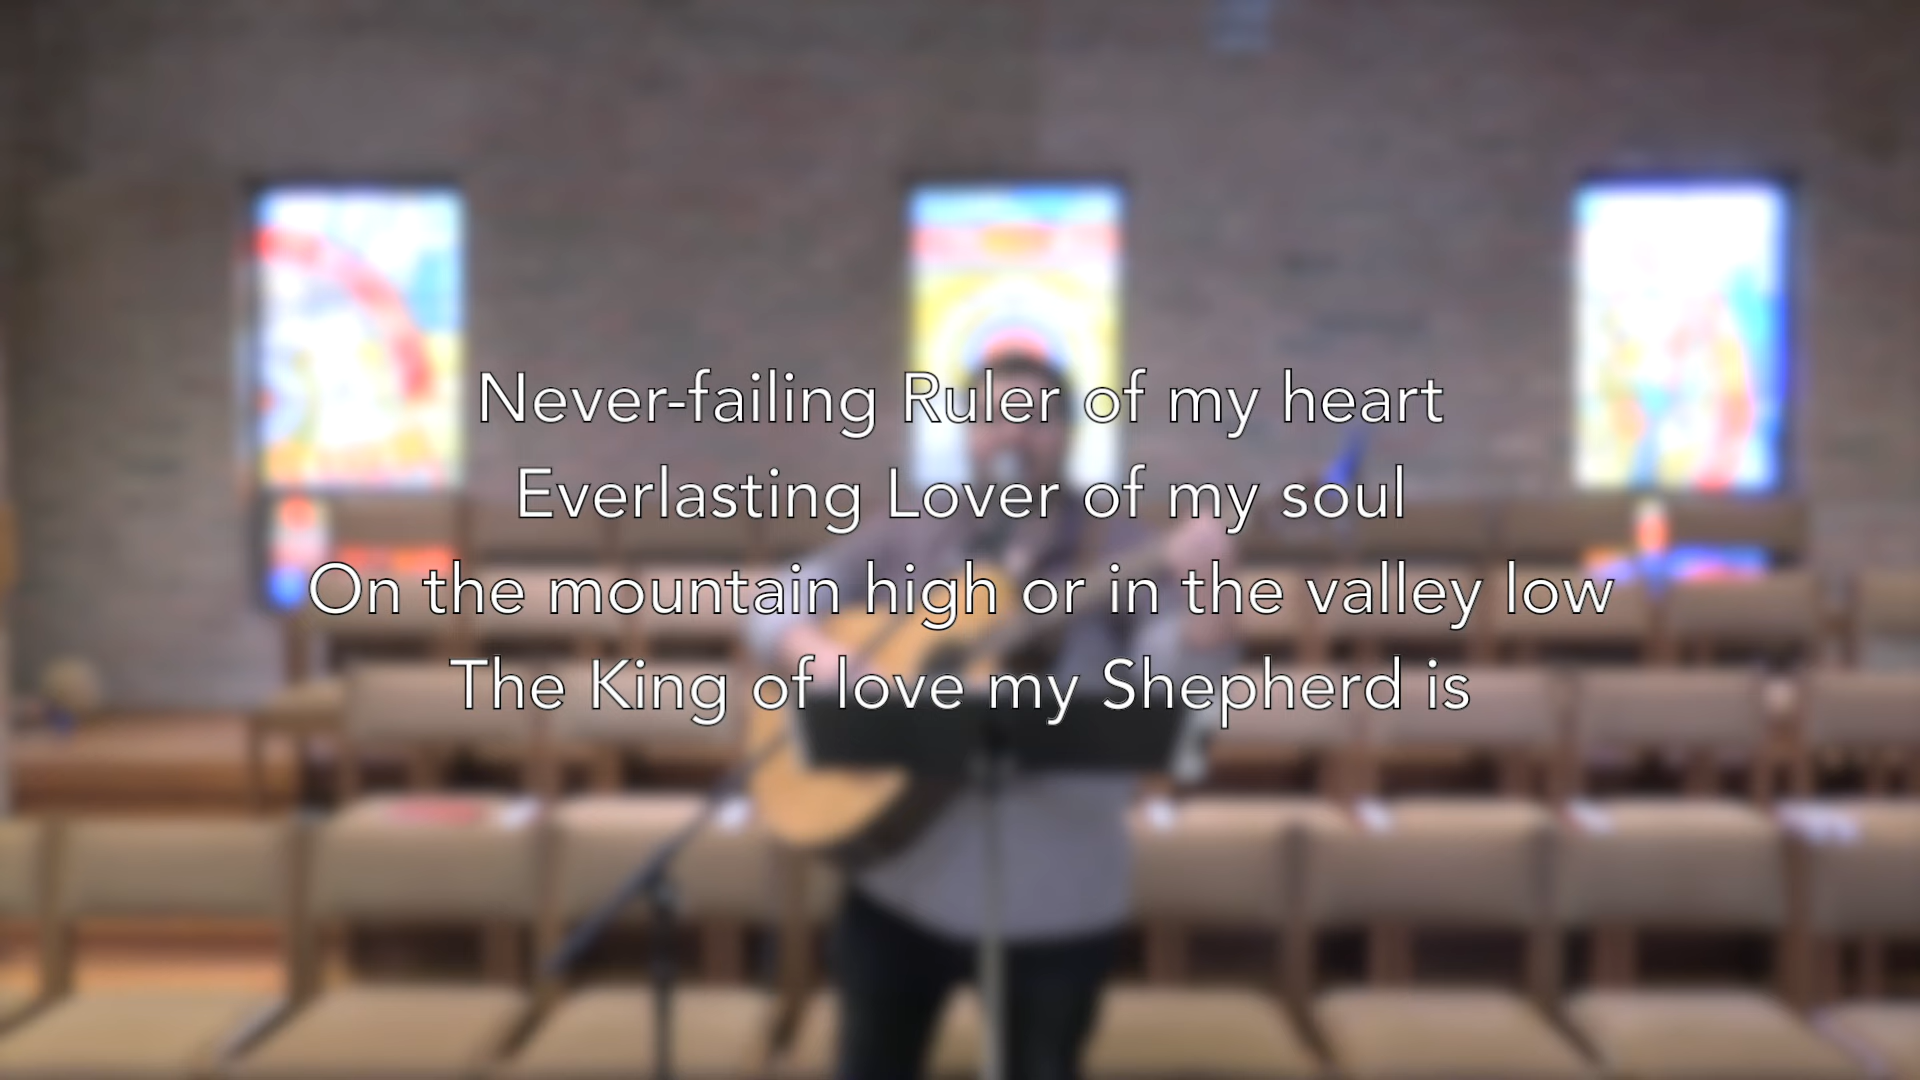 Never-failing Ruler of my heart
Everlasting Lover of my soul
On the mountain high or in the valley low
The King of love my Shepherd is